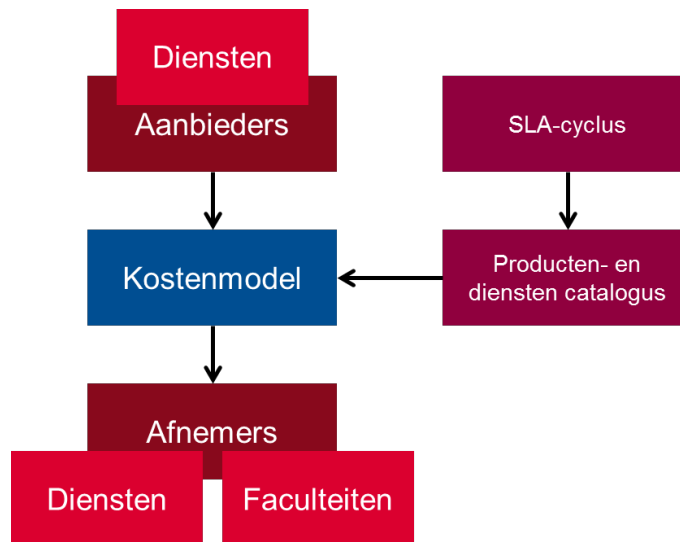 Diensten
Aanbieders
SLA-cyclus
Kostenmodel
Producten- en
diensten catalogus
Afnemers
Diensten
Faculteiten